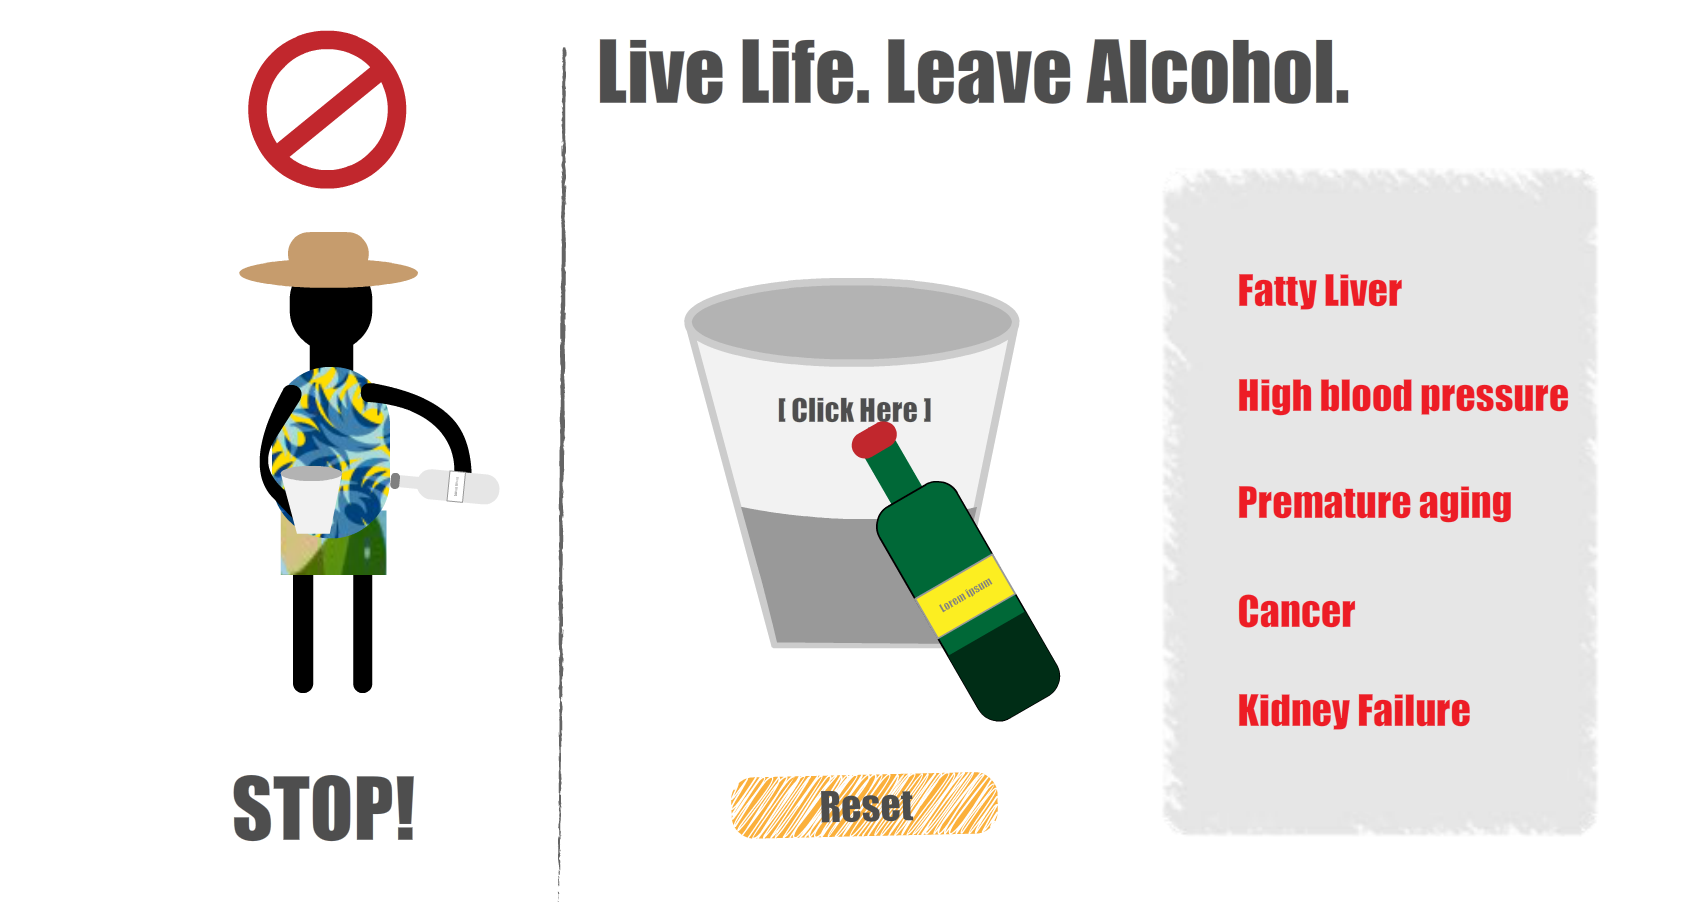 Live Life. Leave Alcohol.
[ Click Here ]
Lorem ipsum
Reset
Fatty Liver
High blood pressure
Premature aging
Cancer
Kidney Failure
STOP!